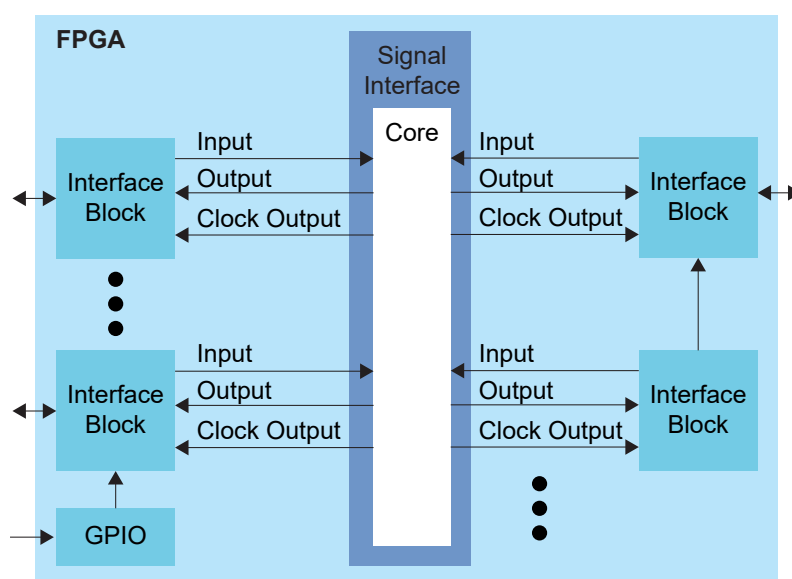 FPGA
Signal
Interface
Core
Input
Output
Clock Output
Interface
Block
Input
Output
Clock Output
Interface
Block
Input
Output
Clock Output
Interface
Block
Input
Output
Clock Output
Interface
Block
GPIO